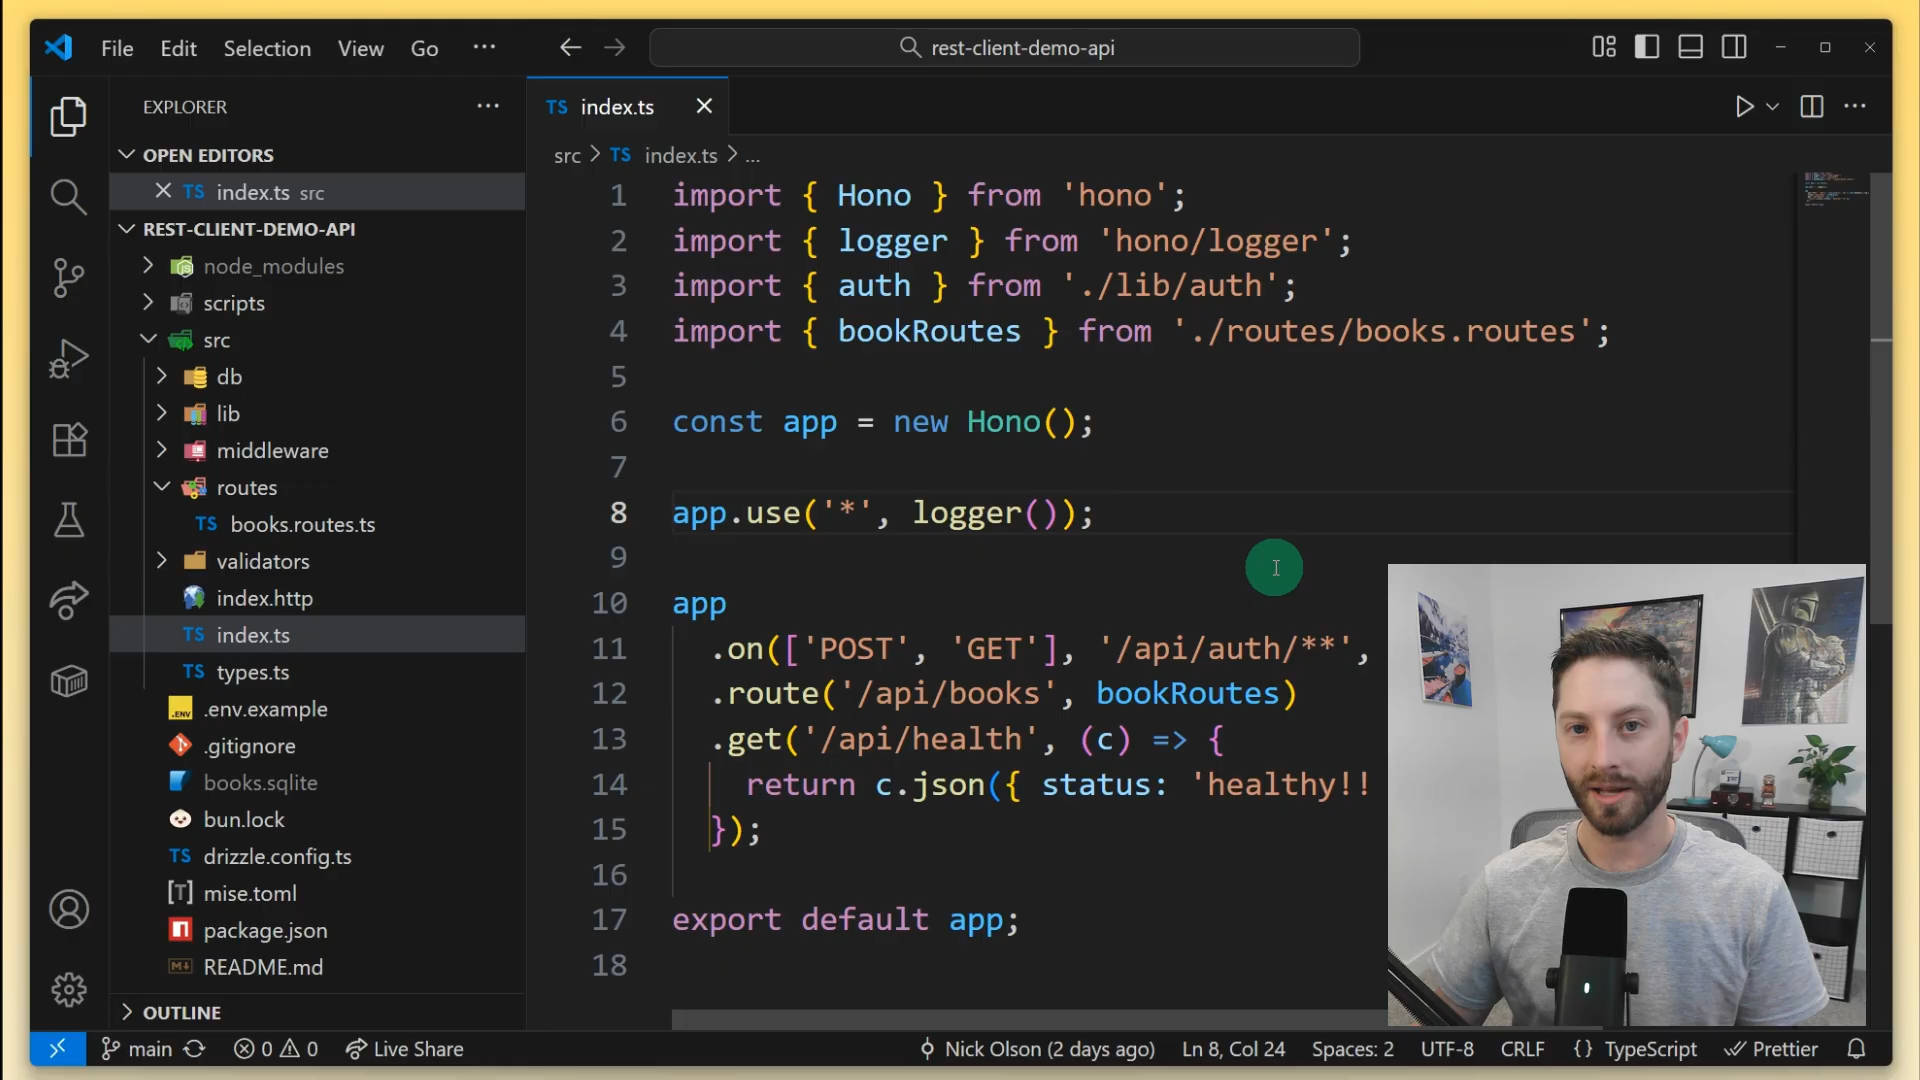 File Edit Selection View Go ... rest-client-demo-api
EXPLORER
OPEN EDITORS
TS index.ts src
REST-CLIENT-DEMO-API
node_modules
scripts
src
db
lib
middleware
routes
TS books.routes.ts
validators
index.http
TS index.ts
TS types.ts
.ENV .env.example
.gitignore
books.sqlite
bun.lock
TS drizzle.config.ts
[T] mise.toml
package.json
README.md
OUTLINE
TS index.ts
src > TS index.ts > ...
1 import { Hono } from 'hono';
2 import { logger } from 'hono/logger';
3 import { auth } from './lib/auth';
4 import { bookRoutes } from './routes/books.routes';
5
6 const app = new Hono();
7
8 app.use('*', logger());
9
10 app
11 .on(['POST', 'GET'], '/api/auth/**',
12 .route('/api/books', bookRoutes)
13 .get('/api/health', (c) => {
14 return c.json({ status: 'healthy!!
15 });
16
17 export default app;
18
main 0 0 Live Share Nick Olson (2 days ago) Ln 8, Col 24 Spaces: 2 UTF-8 CRLF {} TypeScript Prettier